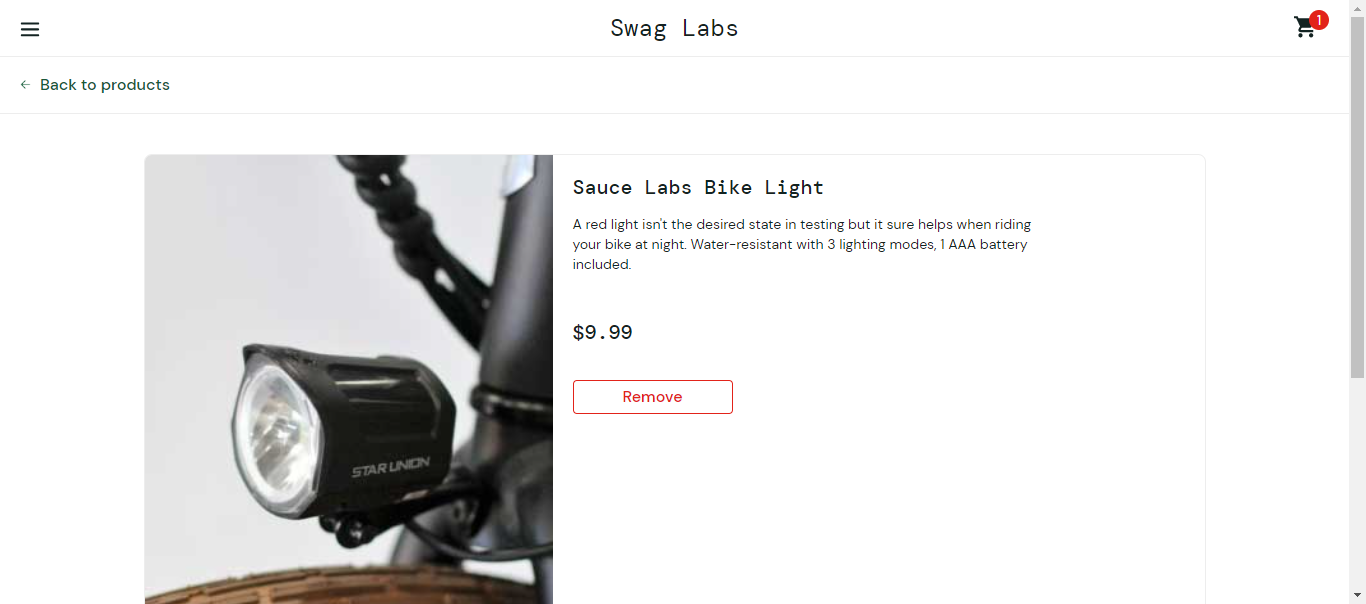 Swag Labs
1
Back to products
Sauce Labs Bike Light
A red light isn't the desired state in testing but it sure helps when riding
your bike at night. Water-resistant with 3 lighting modes, 1 AAA battery
included.
$9.99
Remove
STAR UNION